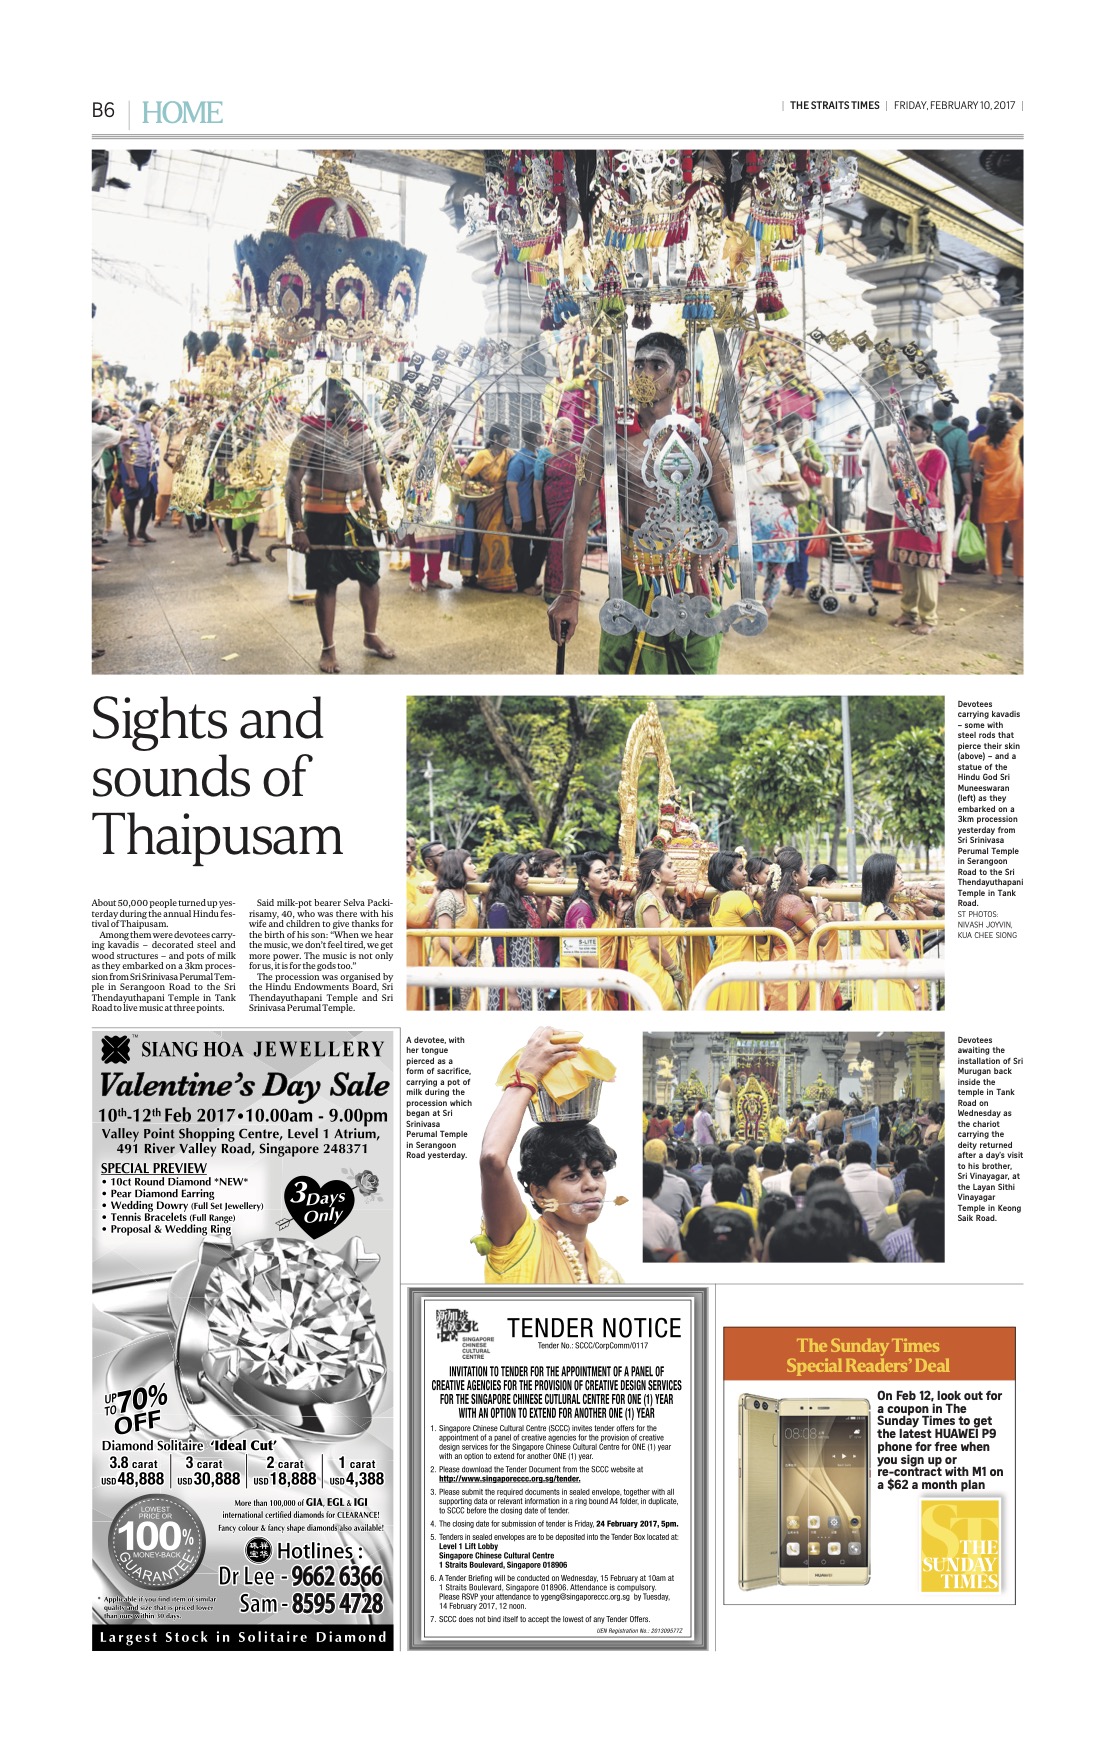 B6
HOME
| THE STRAITS TIMES | FRIDAY, FEBRUARY 10, 2017 |
Sights and
sounds of
Thaipusam
About 50,000 people turned up yes-
terday during the annual Hindu fes-
tival of Thaipusam.
Among them were devotees carry-
ing kavadis – decorated steel and
wood structures – and pots of milk
as they embarked on a 3km proces-
sion from Sri Srinivasa Perumal Tem-
ple in Serangoon Road to the Sri
Thendayuthapani Temple in Tank
Road to live music at three points.
Said milk-pot bearer Selva Packi-
risamy, 40, who was there with his
wife and children to give thanks for
the birth of his son: “When we hear
the music, we don’t feel tired, we get
more power. The music is not only
for us, it is for the gods too.”
The procession was organised by
the Hindu Endowments Board, Sri
Thendayuthapani Temple and Sri
Srinivasa Perumal Temple.
Devotees
carrying kavadis
– some with
steel rods that
pierce their skin
(above) – and a
statue of the
Hindu God Sri
Muneeswaran
(left) as they
embarked on a
3km procession
yesterday from
Sri Srinivasa
Perumal Temple
in Serangoon
Road to the Sri
Thendayuthapani
Temple in Tank
Road.
ST PHOTOS:
NIVASH JOYVIN,
KUA CHEE SIONG
A devotee, with
her tongue
pierced as a
form of sacrifice,
carrying a pot of
milk during the
procession which
began at Sri
Srinivasa
Perumal Temple
in Serangoon
Road yesterday.
Devotees
awaiting the
installation of Sri
Murugan back
inside the
temple in Tank
Road on
Wednesday as
the chariot
carrying the
deity returned
after a day’s visit
to his brother,
Sri Vinayagar, at
the Layan Sithi
Vinayagar
Temple in Keong
Saik Road.
SIANG HOA JEWELLERY
Valentine’s Day Sale
10th-12th Feb 2017 • 10.00am - 9.00pm
Valley Point Shopping Centre, Level 1 Atrium,
491 River Valley Road, Singapore 248371
SPECIAL PREVIEW
• 10ct Round Diamond *NEW*
• Pear Diamond Earring
• Wedding Dowry (Full Set Jewellery)
• Tennis Bracelets (Full Range)
• Proposal & Wedding Ring
3 Days
Only
UP TO 70%
OFF
Diamond Solitaire ‘Ideal Cut’
3.8 carat 3 carat 2 carat 1 carat
USD 48,888 USD 30,888 USD 18,888 USD 4,388
LOWEST
PRICE OR
100%
MONEY-BACK
GUARANTEE
More than 100,000 of GIA, EGL & IGI
international certified diamonds for CLEARANCE!
Fancy colour & fancy shape diamonds also available!
Hotlines :
Dr Lee - 9662 6366
Sam - 8595 4728
* Applicable if you find item of similar
quality and size that is priced lower
than ours within 30 days.
Largest Stock in Solitaire Diamond
新加坡
华族文化
SINGAPORE
CHINESE
CULTURAL
CENTRE
TENDER NOTICE
Tender No.: SCCC/CorpComm/0117
INVITATION TO TENDER FOR THE APPOINTMENT OF A PANEL OF
CREATIVE AGENCIES FOR THE PROVISION OF CREATIVE DESIGN SERVICES
FOR THE SINGAPORE CHINESE CUTLURAL CENTRE FOR ONE (1) YEAR
WITH AN OPTION TO EXTEND FOR ANOTHER ONE (1) YEAR
1. Singapore Chinese Cultural Centre (SCCC) invites tender offers for the
appointment of a panel of creative agencies for the provision of creative
design services for the Singapore Chinese Cultural Centre for ONE (1) year
with an option to extend for another ONE (1) year.
2. Please download the Tender Document from the SCCC website at
http://www.singaporeccc.org.sg/tender.
3. Please submit the required documents in sealed envelope, together with all
supporting data or relevant information in a ring bound A4 folder, in duplicate,
to SCCC before the closing date of tender.
4. The closing date for submission of tender is Friday, 24 February 2017, 5pm.
5. Tenders in sealed envelopes are to be deposited into the Tender Box located at:
Level 1 Lift Lobby
Singapore Chinese Cultural Centre
1 Straits Boulevard, Singapore 018906
6. A Tender Briefing will be conducted on Wednesday, 15 February at 10am at
1 Straits Boulevard, Singapore 018906. Attendance is compulsory.
Please RSVP your attendance to ygeng@singaporeccc.org.sg by Tuesday,
14 February 2017, 12 noon.
7. SCCC does not bind itself to accept the lowest of any Tender Offers.
UEN Registration No.: 201309577Z
The Sunday Times
Special Readers’ Deal
08:08
HUAWEI
On Feb 12, look out for
a coupon in The
Sunday Times to get
the latest HUAWEI P9
phone for free when
you sign up or
re-contract with M1 on
a $62 a month plan
ST
THE
SUNDAY
TIMES